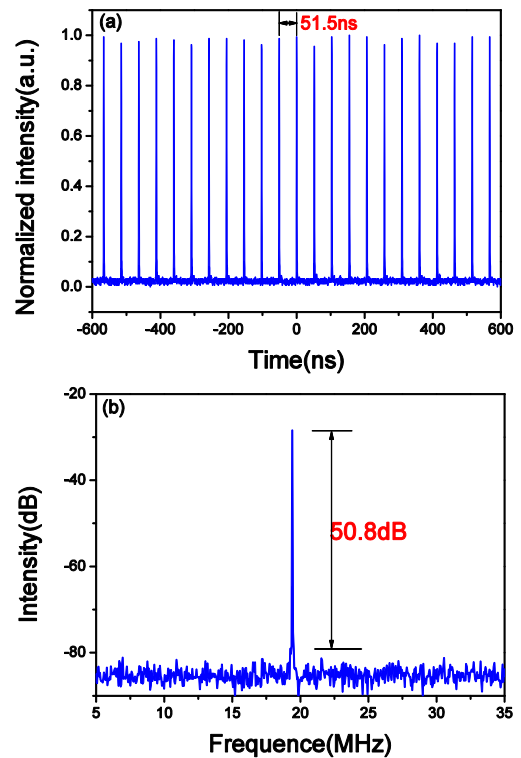 (a)
51.5ns
1.0
0.8
0.6
0.4
0.2
0.0
Normalized intensity(a.u.)
-600 -400 -200 0 200 400 600
Time(ns)
(b)
-20
-40
-60
-80
50.8dB
Intensity(dB)
5 10 15 20 25 30 35
Frequence(MHz)